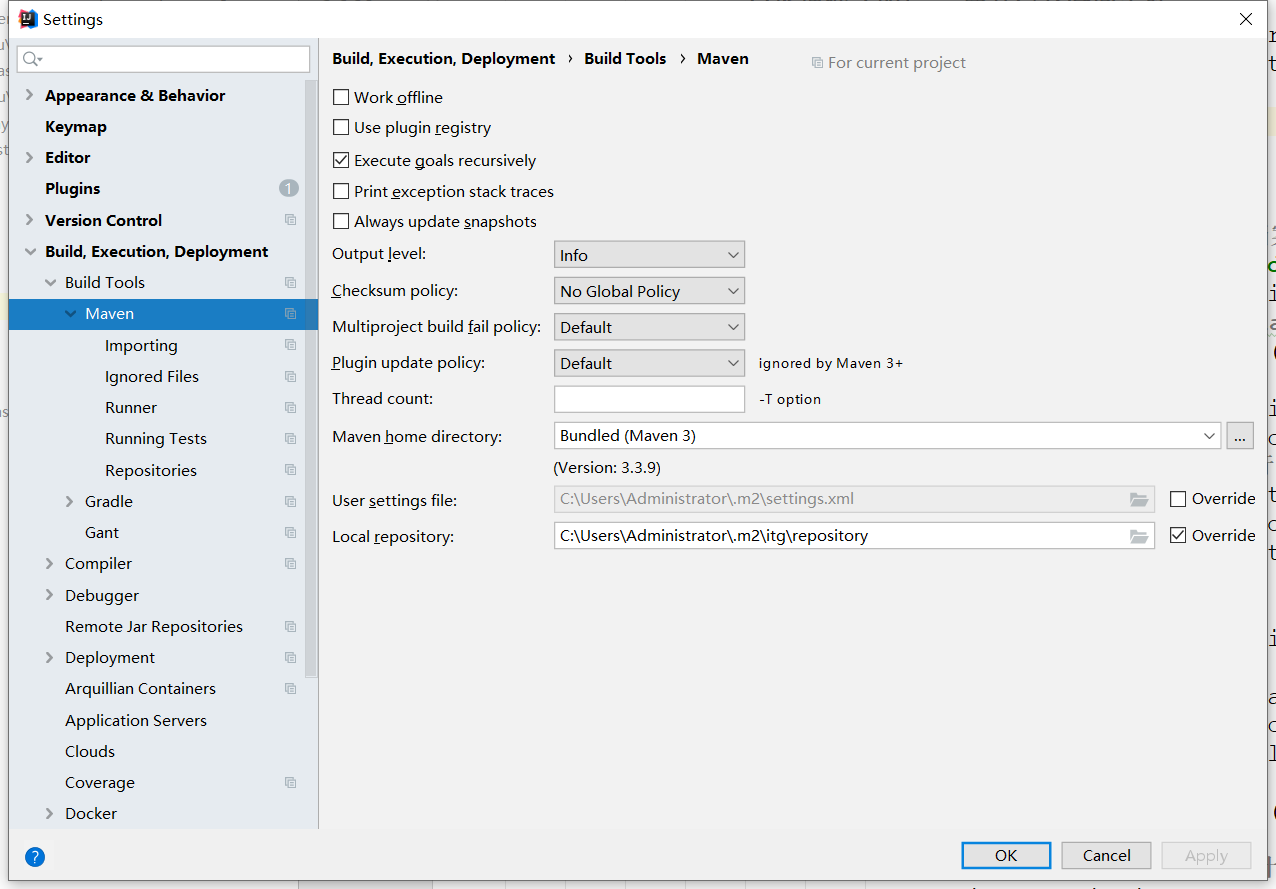 Settings
Build, Execution, Deployment › Build Tools › Maven
For current project
Appearance & Behavior
Keymap
Editor
Plugins
1
Version Control
Build, Execution, Deployment
Build Tools
Maven
Importing
Ignored Files
Runner
Running Tests
Repositories
Gradle
Gant
Compiler
Debugger
Remote Jar Repositories
Deployment
Arquillian Containers
Application Servers
Clouds
Coverage
Docker
Work offline
Use plugin registry
Execute goals recursively
Print exception stack traces
Always update snapshots
Output level: Info
Checksum policy: No Global Policy
Multiproject build fail policy: Default
Plugin update policy: Default ignored by Maven 3+
Thread count: -T option
Maven home directory: Bundled (Maven 3) ...
(Version: 3.3.9)
User settings file: C:\Users\Administrator\.m2\settings.xml Override
Local repository: C:\Users\Administrator\.m2\itg\repository Override
?
OK Cancel Apply